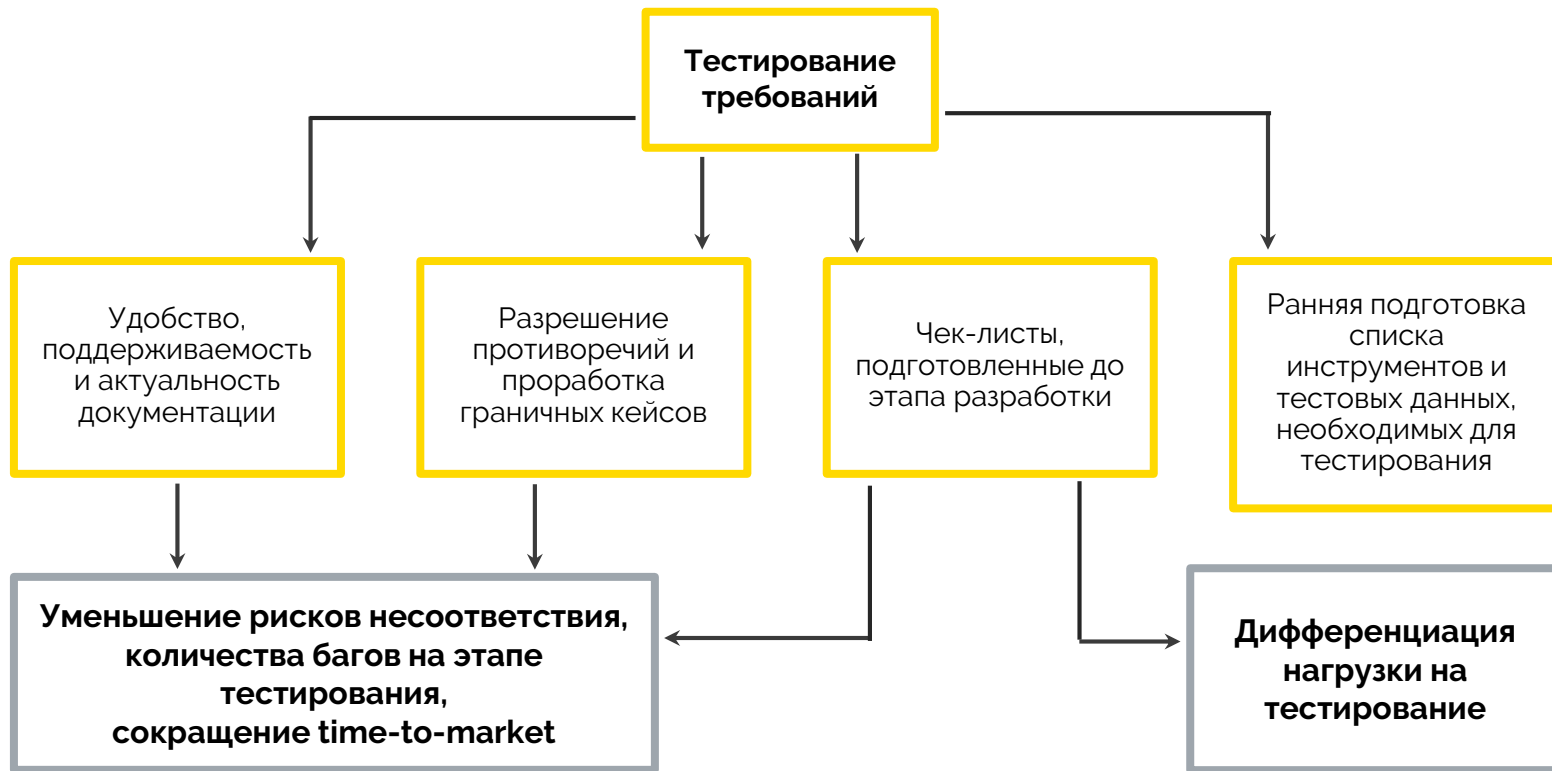 Тестирование
требований
Удобство,
поддерживаемость
и актуальность
документации
Разрешение
противоречий и
проработка
граничных кейсов
Чек-листы,
подготовленные до
этапа разработки
Ранняя подготовка
списка
инструментов и
тестовых данных,
необходимых для
тестирования
Уменьшение рисков несоответствия,
количества багов на этапе
тестирования,
сокращение time-to-market
Дифференциация
нагрузки на
тестирование